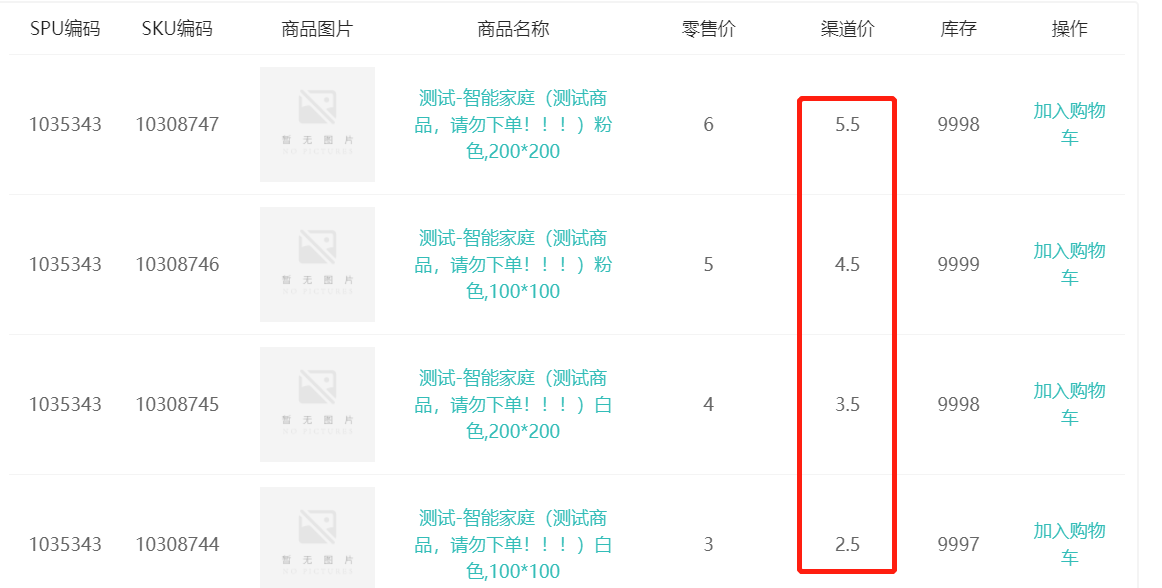 SPU编码 SKU编码 商品图片 商品名称 零售价 渠道价 库存 操作
测试-智能家庭（测试商
品，请勿下单！！！）粉
色,200*200
1035343 10308747 6 5.5 9998
加入购物
车
暂无图片
NO PICTURES
测试-智能家庭（测试商
品，请勿下单！！！）粉
色,100*100
1035343 10308746 5 4.5 9999
加入购物
车
暂无图片
NO PICTURES
测试-智能家庭（测试商
品，请勿下单！！！）白
色,200*200
1035343 10308745 4 3.5 9998
加入购物
车
暂无图片
NO PICTURES
测试-智能家庭（测试商
品，请勿下单！！！）白
色,100*100
1035343 10308744 3 2.5 9997
加入购物
车
暂无图片
NO PICTURES